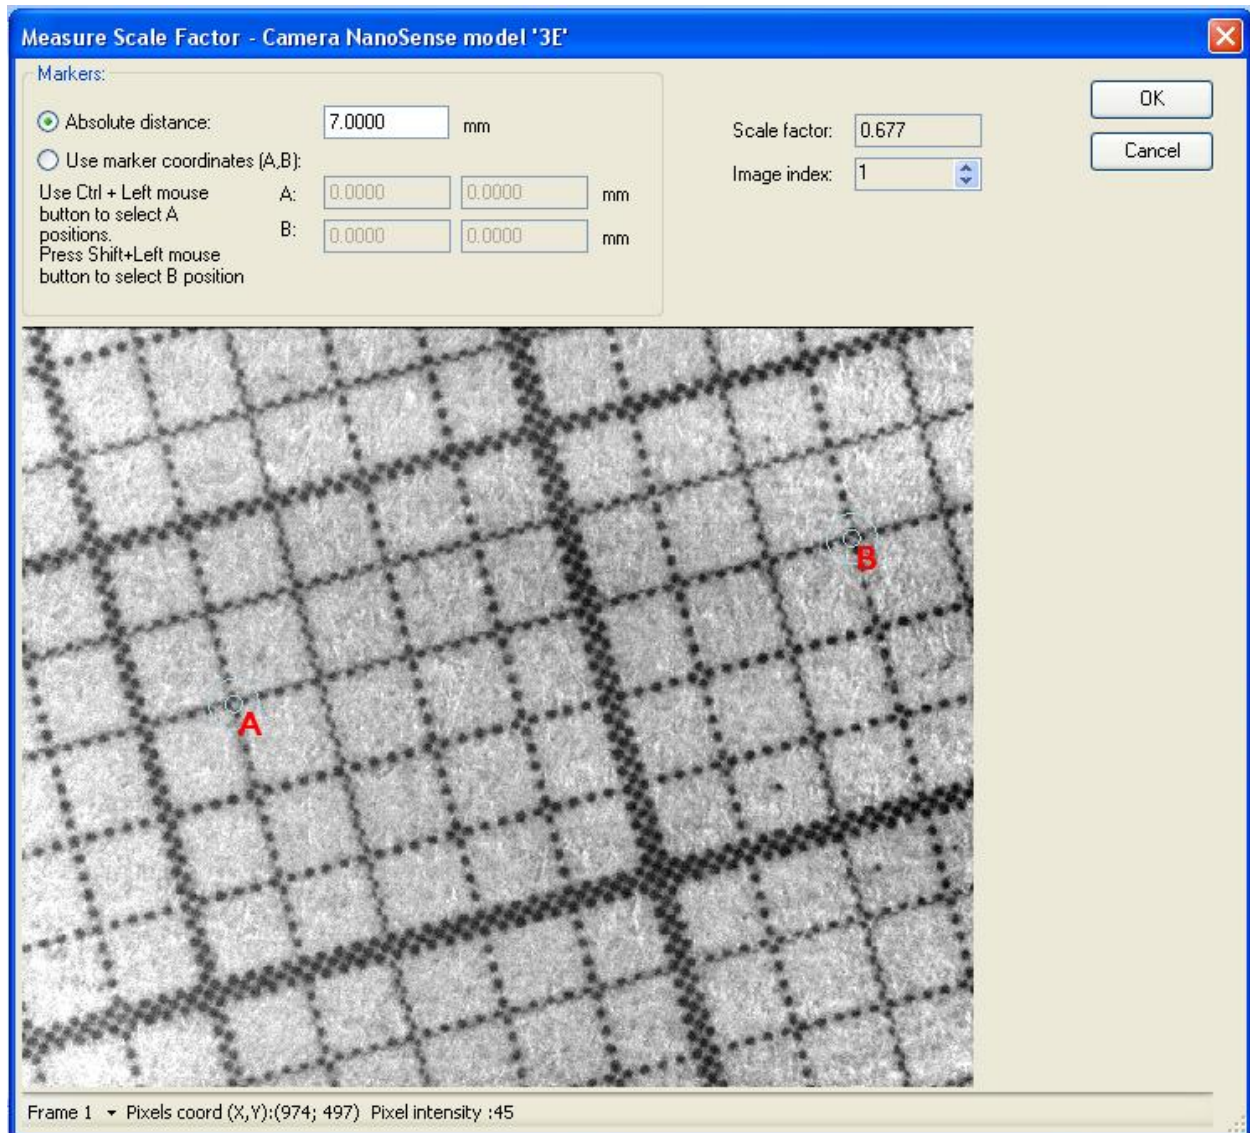 Measure Scale Factor - Camera NanoSense model '3E'
Markers:
Absolute distance:
7.0000
mm
Use marker coordinates (A,B):
Use Ctrl + Left mouse
button to select A
positions.
Press Shift+Left mouse
button to select B position
A:
0.0000
0.0000
mm
B:
0.0000
0.0000
mm
Scale factor:
0.677
Image index:
1
OK
Cancel
A
B
Frame 1 Pixels coord (X,Y):(974; 497) Pixel intensity :45